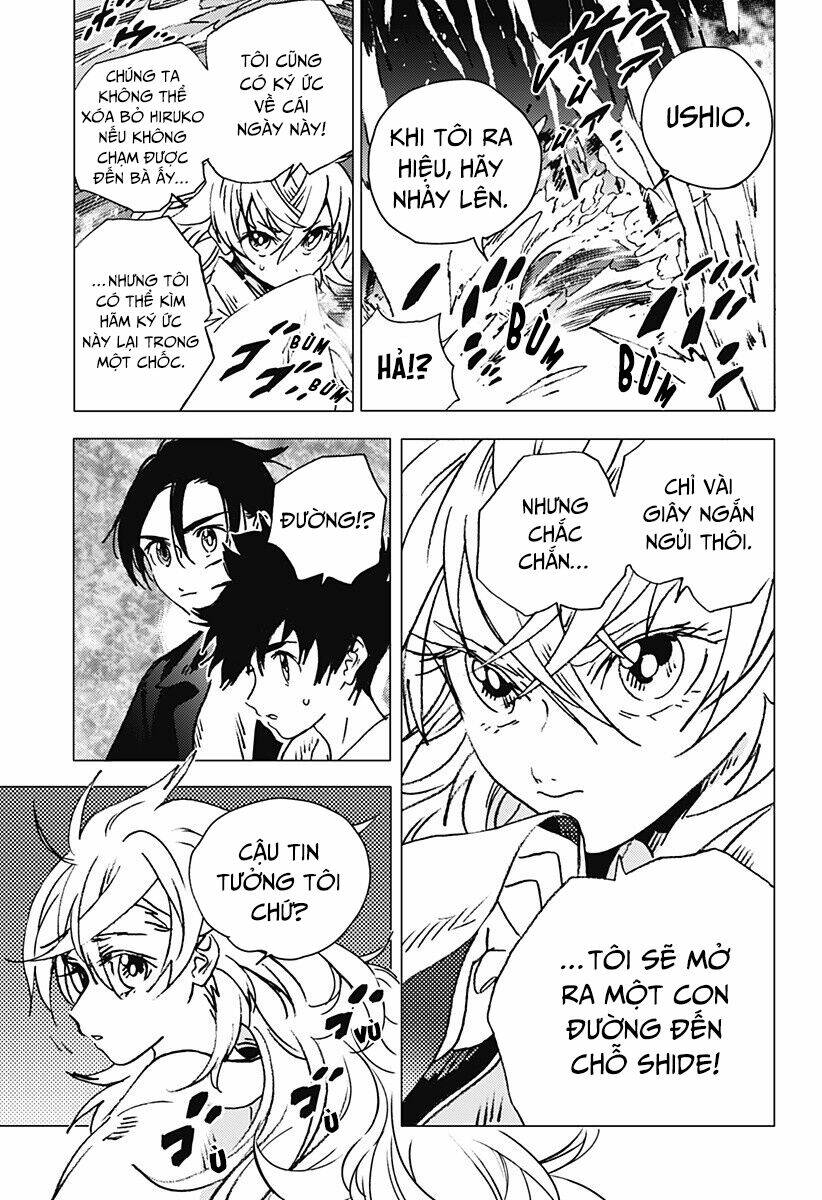 USHIO.
KHI TÔI RA
HIỆU, HÃY
NHẢY LÊN.
HẢ!?
BÙM
BÙM
TÔI CŨNG
CÓ KÝ ỨC
VỀ CÁI
NGÀY NÀY!
CHÚNG TA
KHÔNG THỂ
XÓA BỎ HIRUKO
NẾU KHÔNG
CHẠM ĐƯỢC
ĐẾN BÀ ẤY...
...NHƯNG TÔI
CÓ THỂ KÌM
HÃM KÝ ỨC
NÀY LẠI TRONG
MỘT CHỐC.
BÙM
BÙM
CHỈ VÀI
GIÂY NGẮN
NGỦI THÔI.
NHƯNG
CHẮC
CHẮN...
...TÔI SẼ MỞ
RA MỘT CON
ĐƯỜNG ĐẾN
CHỖ SHIDE!
ĐƯỜNG!?
CẬU TIN
TƯỞNG TÔI
CHỨ?
VÙ
Ù
Ù